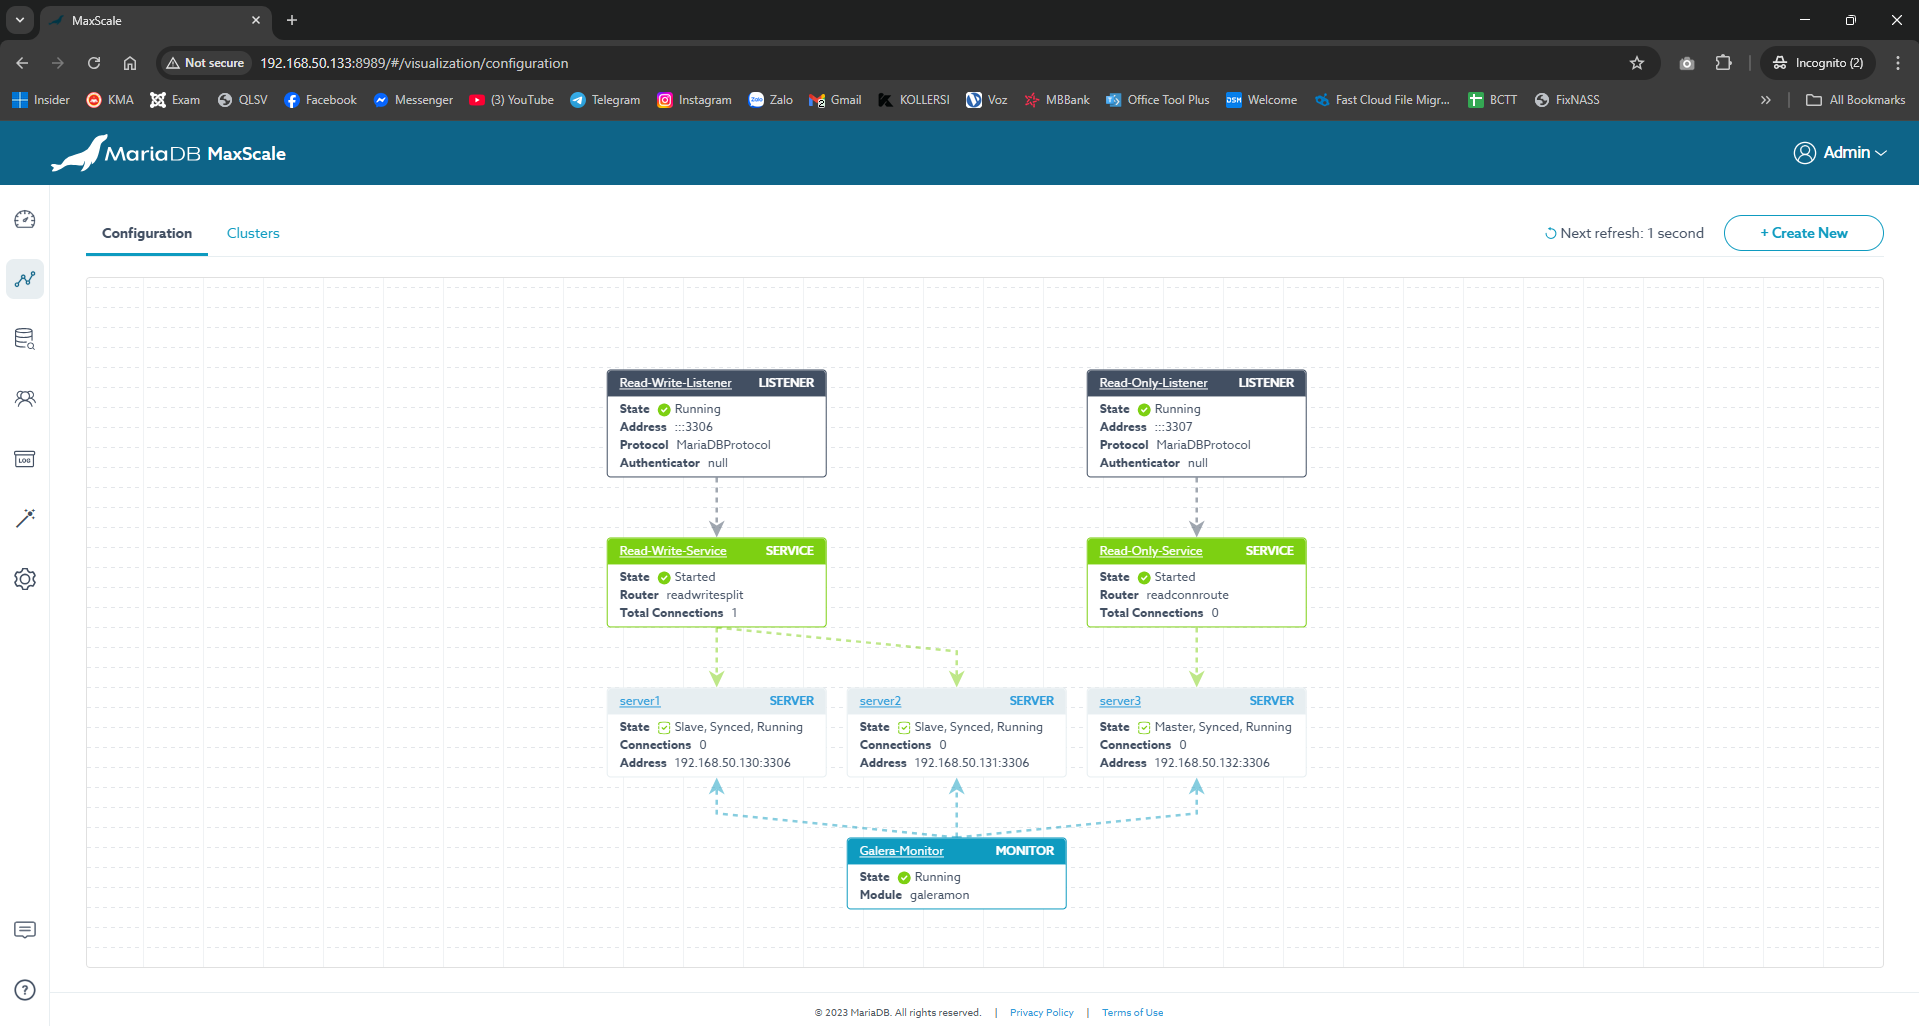 MaxScale
Not secure 192.168.50.133:8989/#/visualization/configuration Incognito (2)
Insider KMA Exam QLSV Facebook Messenger (3) YouTube Telegram Instagram Zalo Gmail KOLLERSI Voz MBBank Office Tool Plus Welcome Fast Cloud File Migr... BCTT FixNASS » All Bookmarks
MariaDB MaxScale Admin
Configuration Clusters Next refresh: 1 second + Create New
Read-Write-Listener LISTENER
State Running
Address :::3306
Protocol MariaDBProtocol
Authenticator null
Read-Only-Listener LISTENER
State Running
Address :::3307
Protocol MariaDBProtocol
Authenticator null
Read-Write-Service SERVICE
State Started
Router readwritesplit
Total Connections 1
Read-Only-Service SERVICE
State Started
Router readconnroute
Total Connections 0
server1 SERVER
State Slave, Synced, Running
Connections 0
Address 192.168.50.130:3306
server2 SERVER
State Slave, Synced, Running
Connections 0
Address 192.168.50.131:3306
server3 SERVER
State Master, Synced, Running
Connections 0
Address 192.168.50.132:3306
Galera-Monitor MONITOR
State Running
Module galeramon
LOG
© 2023 MariaDB. All rights reserved. | Privacy Policy | Terms of Use